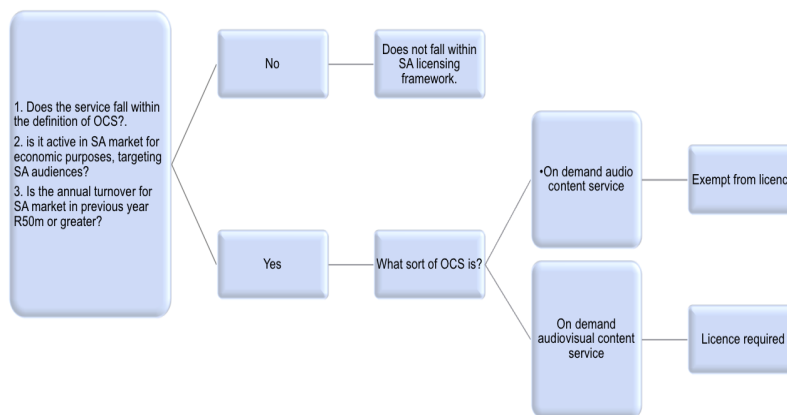 1. Does the service fall within
the definition of OCS?.
2. is it active in SA market for
economic purposes, targeting
SA audiences?
3. Is the annual turnover for
SA market in previous year
R50m or greater?
No
Does not fall within
SA licensing
framework.
Yes
What sort of OCS is?
•On demand audio
content service
Exempt from licenc
On demand
audiovisual content
service
Licence required